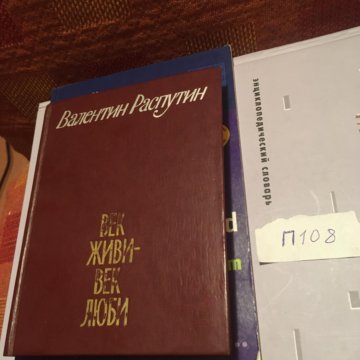 Валентин Распутин
ВЕК
ЖИВИ-
ВЕК
ЛЮБИ
энциклопедический словарь
П108
d
m